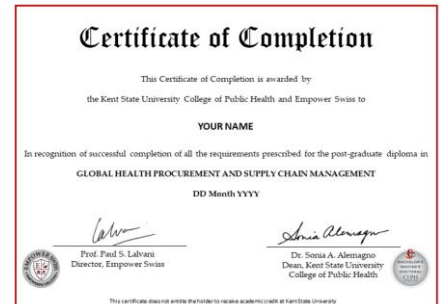 Certificate of Completion
This Certificate of Completion is awarded by
the Kent State University College of Public Health and Empower Swiss to
YOUR NAME
In recognition of successful completion of all the requirements prescribed for the post-graduate diploma in
GLOBAL HEALTH PROCUREMENT AND SUPPLY CHAIN MANAGEMENT
DD Month YYYY
Prof. Paul S. Lalvani
Director, Empower Swiss
Dr. Sonia A. Alemagno
Dean, Kent State University
College of Public Health
This certificate does not entitle the holder to receive academic credit at Kent State University